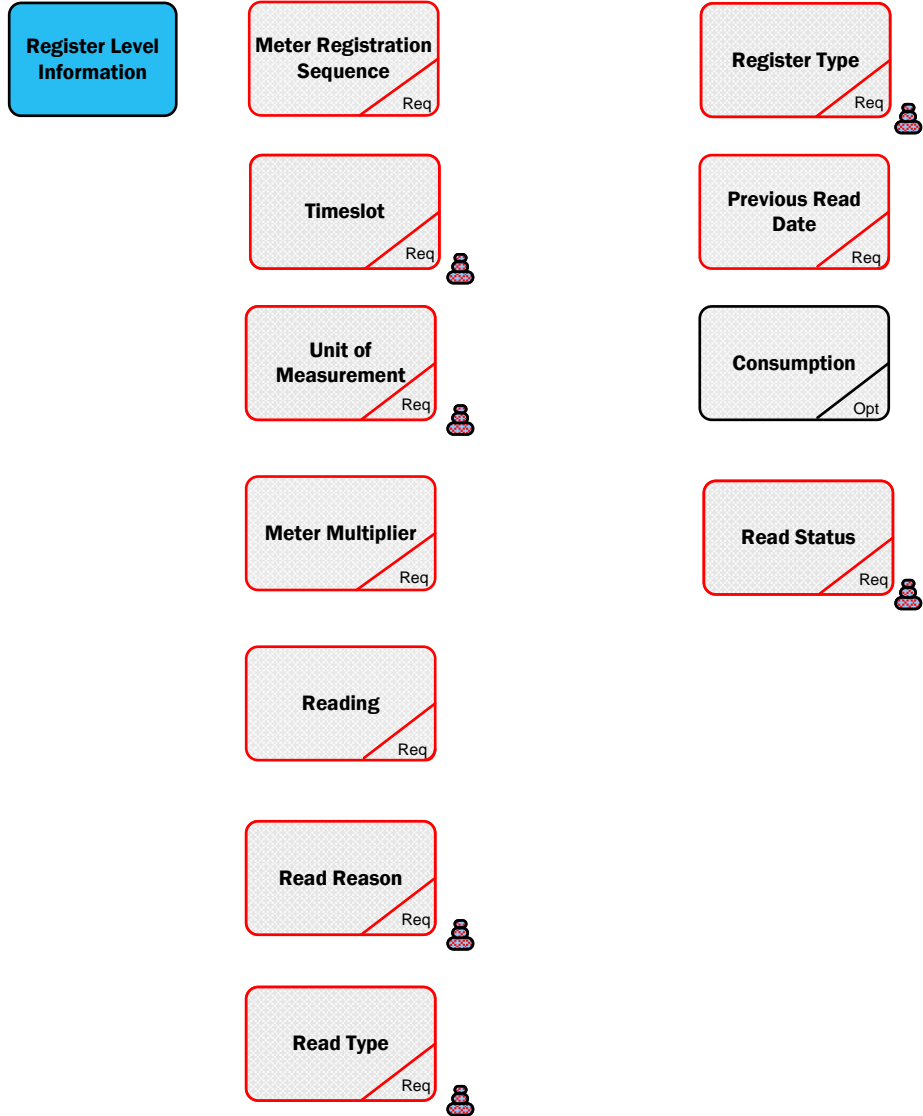 Register Level
Information
Meter Registration
Sequence
Req
Register Type
Req
Timeslot
Req
Previous Read
Date
Req
Unit of
Measurement
Req
Consumption
Opt
Meter Multiplier
Req
Read Status
Req
Reading
Req
Read Reason
Req
Read Type
Req